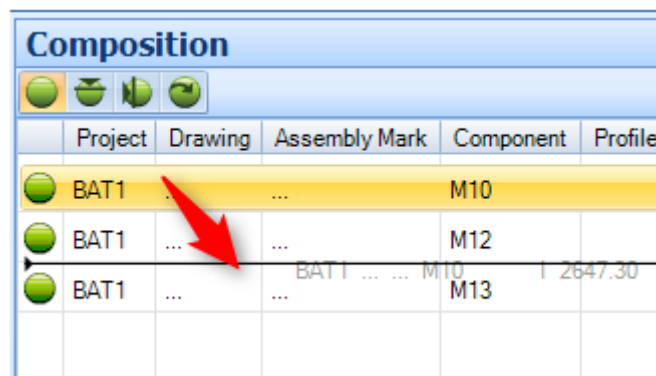 Composition
Project Drawing Assembly Mark Component Profile
BAT1 ... ... M10
BAT1 ... ... M12
BAT1 ... ... M10 I 2647.30
BAT1 ... ... M13